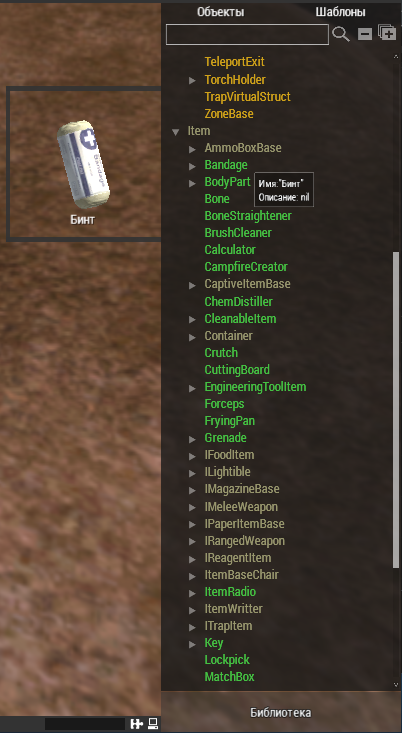 Объекты
Шаблоны
TeleportExit
TorchHolder
TrapVirtualStruct
ZoneBase
Item
AmmoBoxBase
Bandage
BodyPart
Имя:"Бинт"
Описание: nil
Bone
BoneStraightener
BrushCleaner
Calculator
CampfireCreator
CaptiveItemBase
ChemDistiller
CleanableItem
Container
Crutch
CuttingBoard
EngineeringToolItem
Forceps
FryingPan
Grenade
IFoodItem
ILightible
IMagazineBase
IMeleeWeapon
IPaperItemBase
IRangedWeapon
IReagentItem
ItemBaseChair
ItemRadio
ItemWritter
ITrapItem
Key
Lockpick
MatchBox
Библиотека
Bandage
Бинт